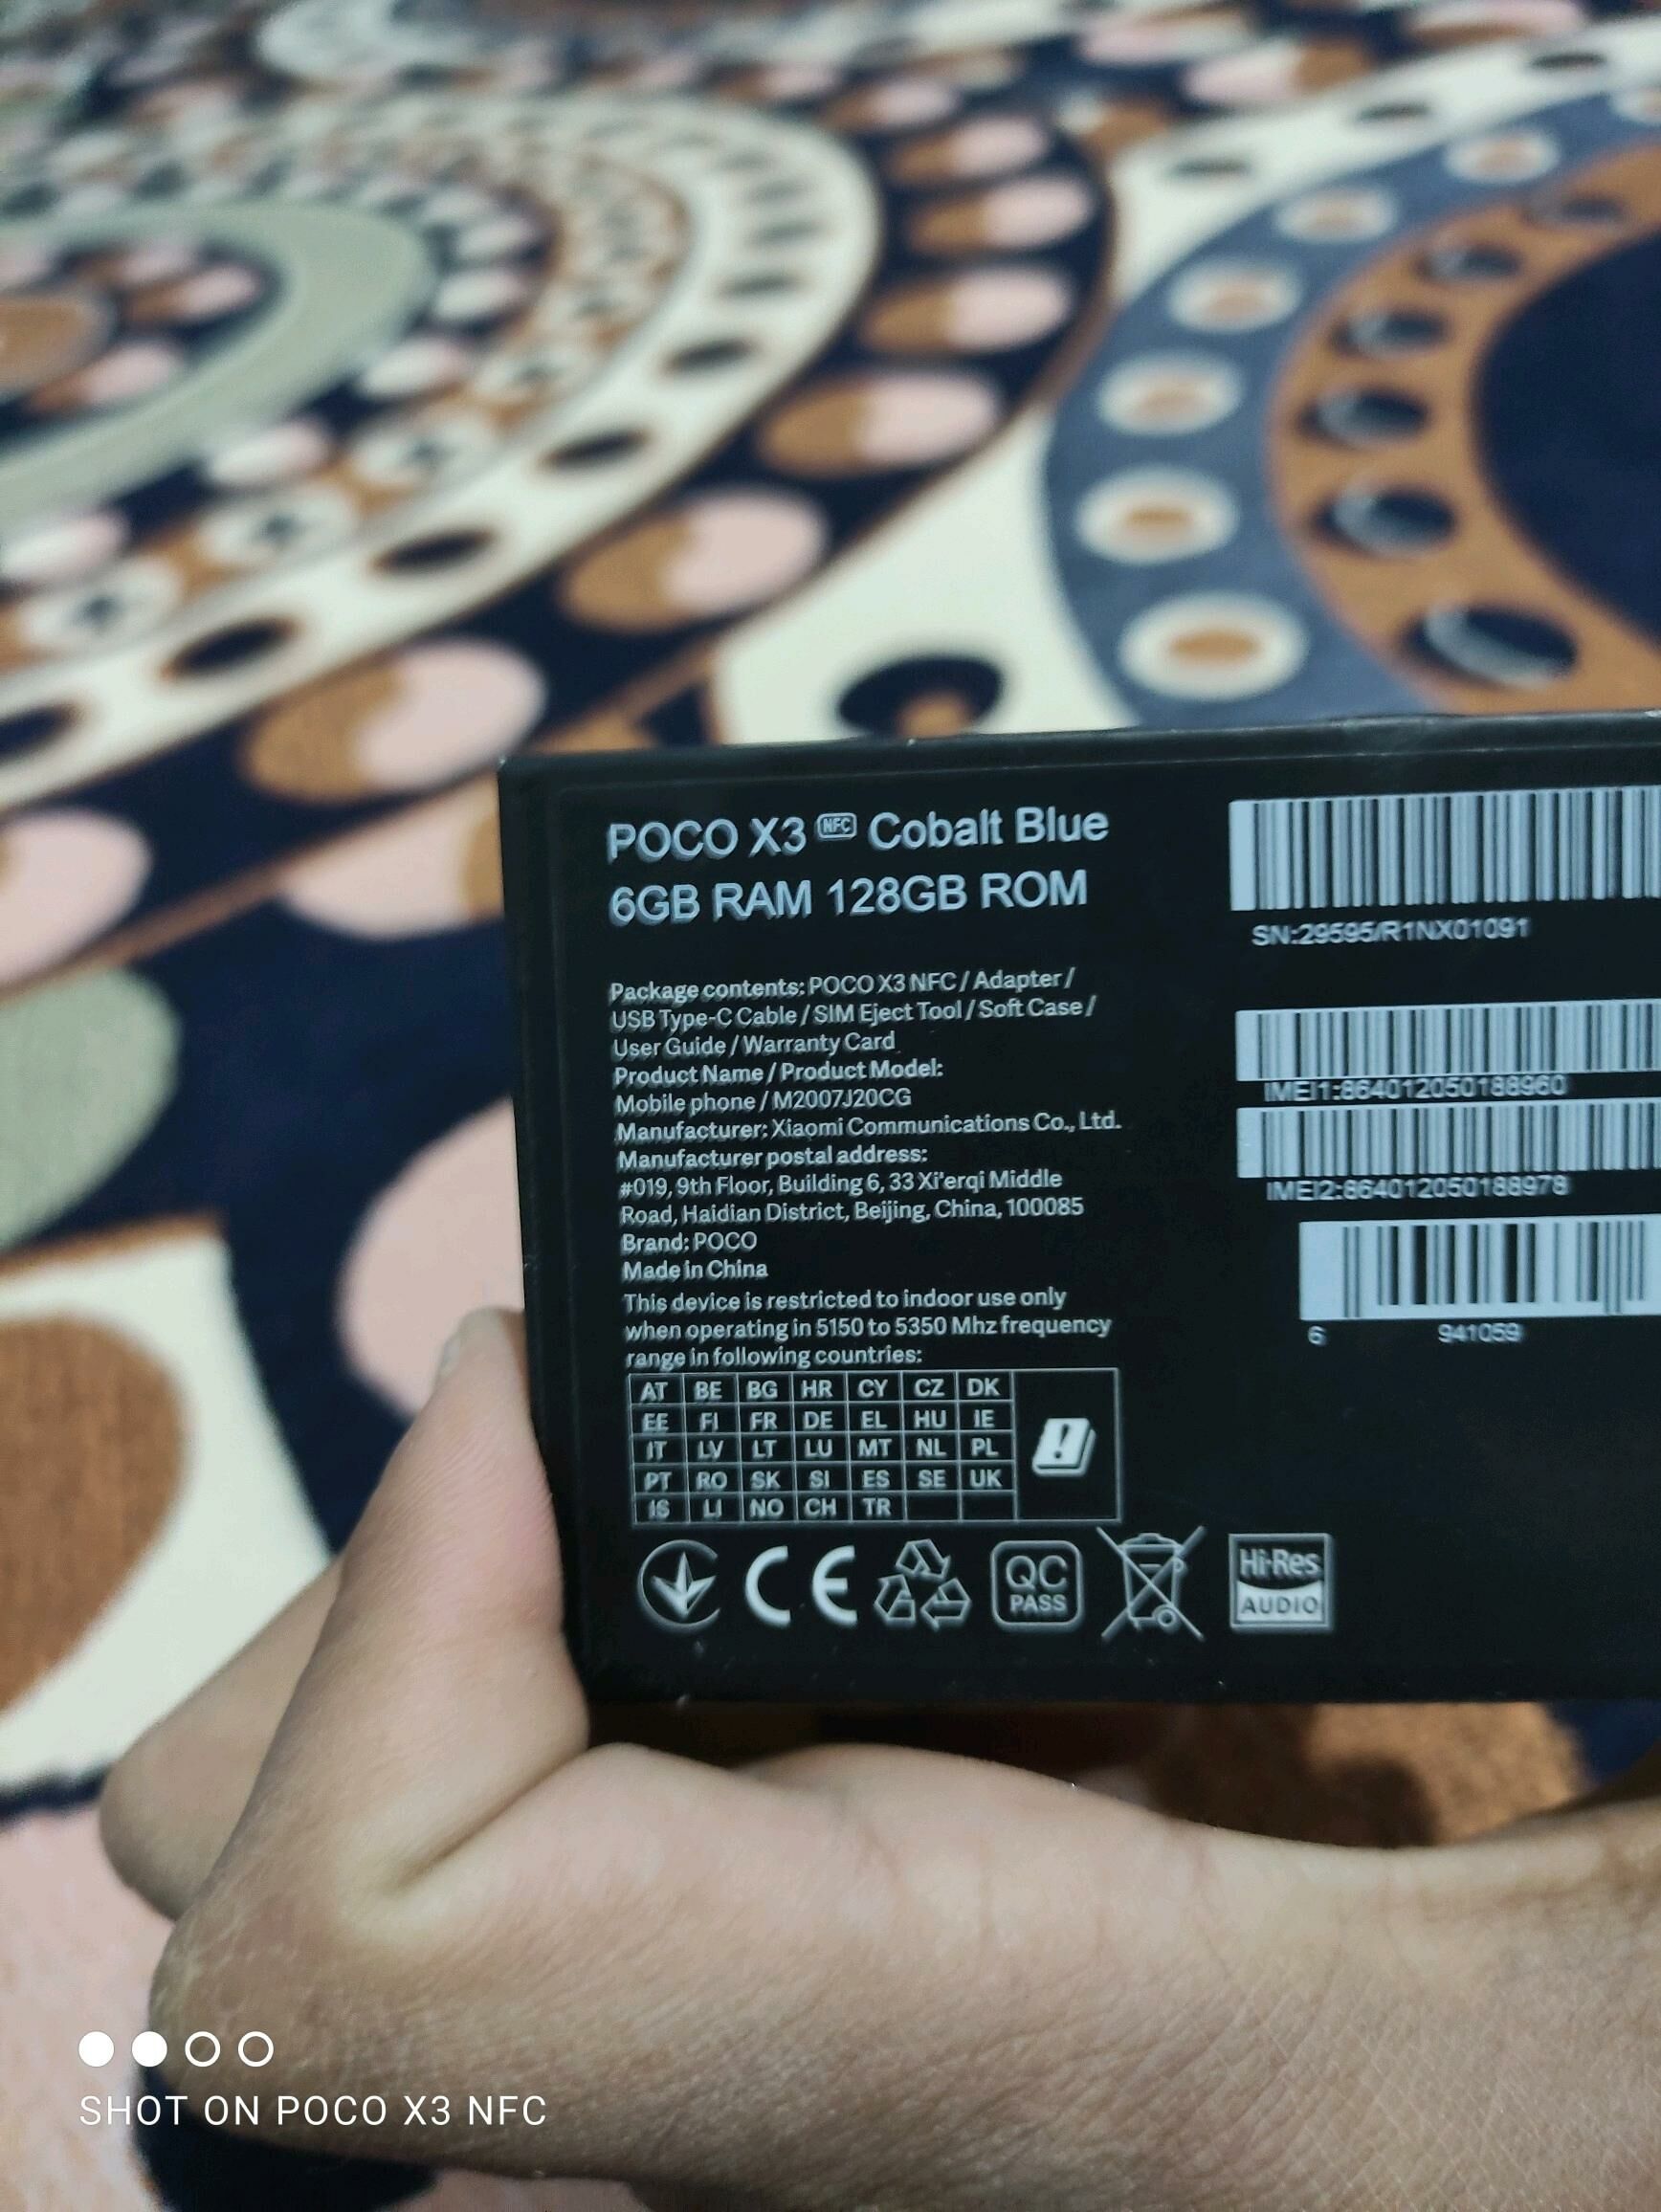 POCO X3 NFC Cobalt Blue
6GB RAM 128GB ROM
Package contents: POCO X3 NFC / Adapter /
USB Type-C Cable / SIM Eject Tool / Soft Case /
User Guide / Warranty Card
Product Name / Product Model:
Mobile phone / M2007J20CG
Manufacturer: Xiaomi Communications Co., Ltd.
Manufacturer postal address:
#019, 9th Floor, Building 6, 33 Xi'erqi Middle
Road, Haidian District, Beijing, China, 100085
Brand: POCO
Made in China
This device is restricted to indoor use only
when operating in 5150 to 5350 Mhz frequency
range in following countries:
AT BE BG HR CY CZ DK
EE FI FR DE EL HU IE
IT LV LT LU MT NL PL
PT RO SK SI ES SE UK
IS LI NO CH TR
CE
QC
PASS
Hi-Res
AUDIO
SN:29595/R1NX01091
IMEI1:864012050188960
IMEI2:864012050188978
6 941059
SHOT ON POCO X3 NFC